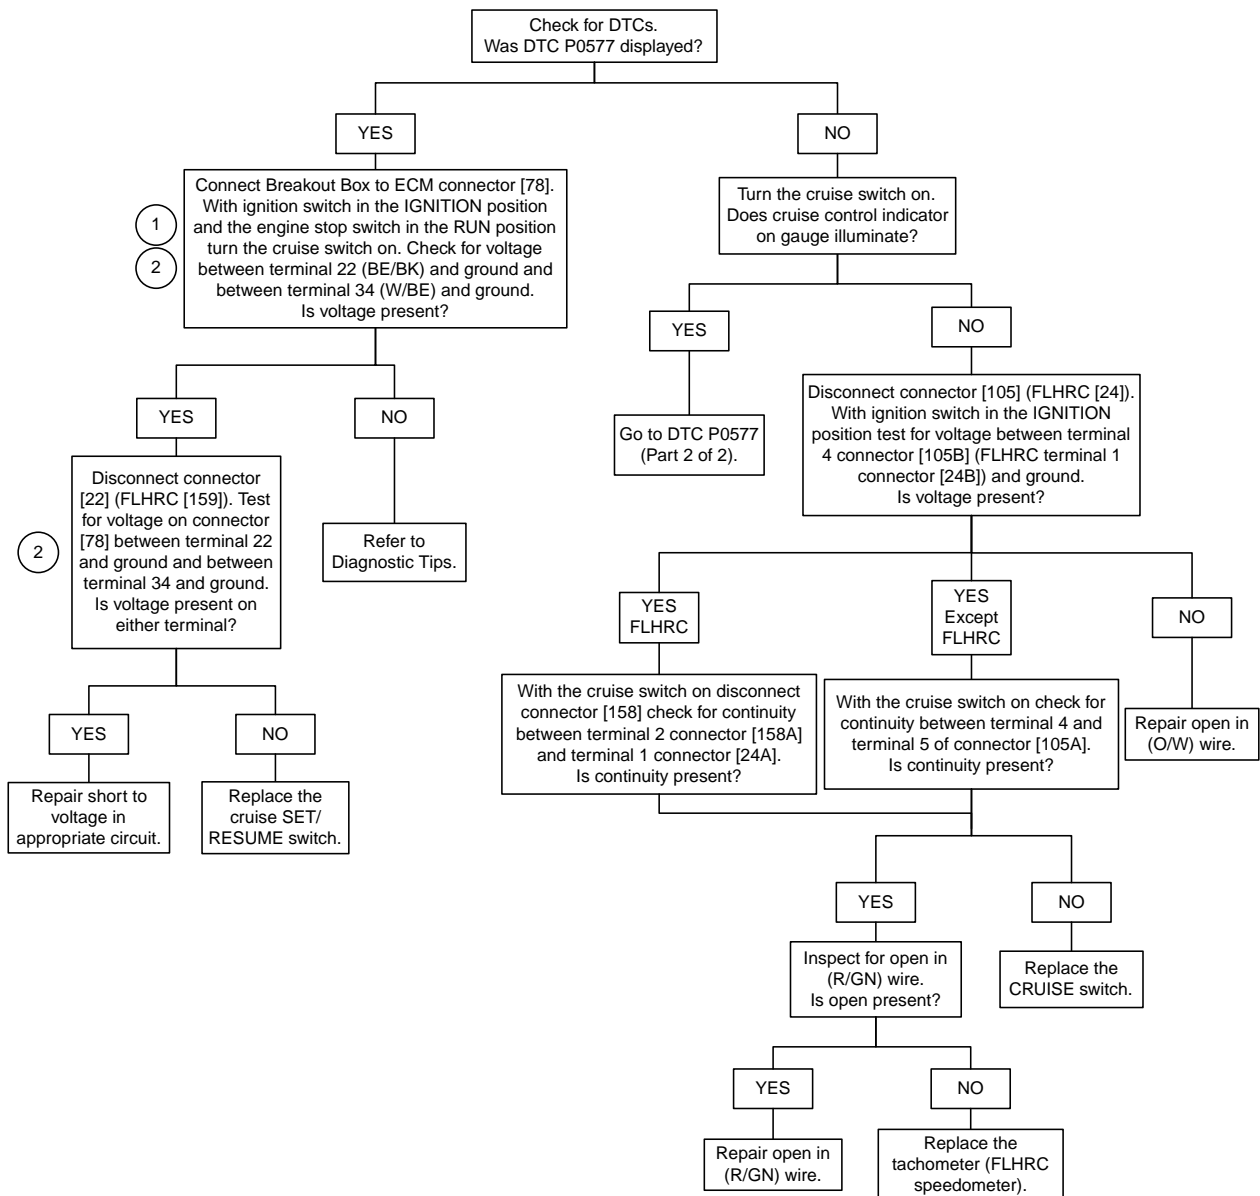 Check for DTCs.
Was DTC P0577 displayed?
YES
NO
1
2
Connect Breakout Box to ECM connector [78].
With ignition switch in the IGNITION position
and the engine stop switch in the RUN position
turn the cruise switch on. Check for voltage
between terminal 22 (BE/BK) and ground and
between terminal 34 (W/BE) and ground.
Is voltage present?
Turn the cruise switch on.
Does cruise control indicator
on gauge illuminate?
YES
NO
YES
NO
Go to DTC P0577
(Part 2 of 2).
Disconnect connector [105] (FLHRC [24]).
With ignition switch in the IGNITION
position test for voltage between terminal
4 connector [105B] (FLHRC terminal 1
connector [24B]) and ground.
Is voltage present?
2
Disconnect connector
[22] (FLHRC [159]). Test
for voltage on connector
[78] between terminal 22
and ground and between
terminal 34 and ground.
Is voltage present on
either terminal?
Refer to
Diagnostic Tips.
YES
FLHRC
YES
Except
FLHRC
NO
With the cruise switch on disconnect
connector [158] check for continuity
between terminal 2 connector [158A]
and terminal 1 connector [24A].
Is continuity present?
With the cruise switch on check for
continuity between terminal 4 and
terminal 5 of connector [105A].
Is continuity present?
Repair open in
(O/W) wire.
YES
NO
Repair short to
voltage in
appropriate circuit.
Replace the
cruise SET/
RESUME switch.
YES
NO
Inspect for open in
(R/GN) wire.
Is open present?
Replace the
CRUISE switch.
YES
NO
Repair open in
(R/GN) wire.
Replace the
tachometer (FLHRC
speedometer).